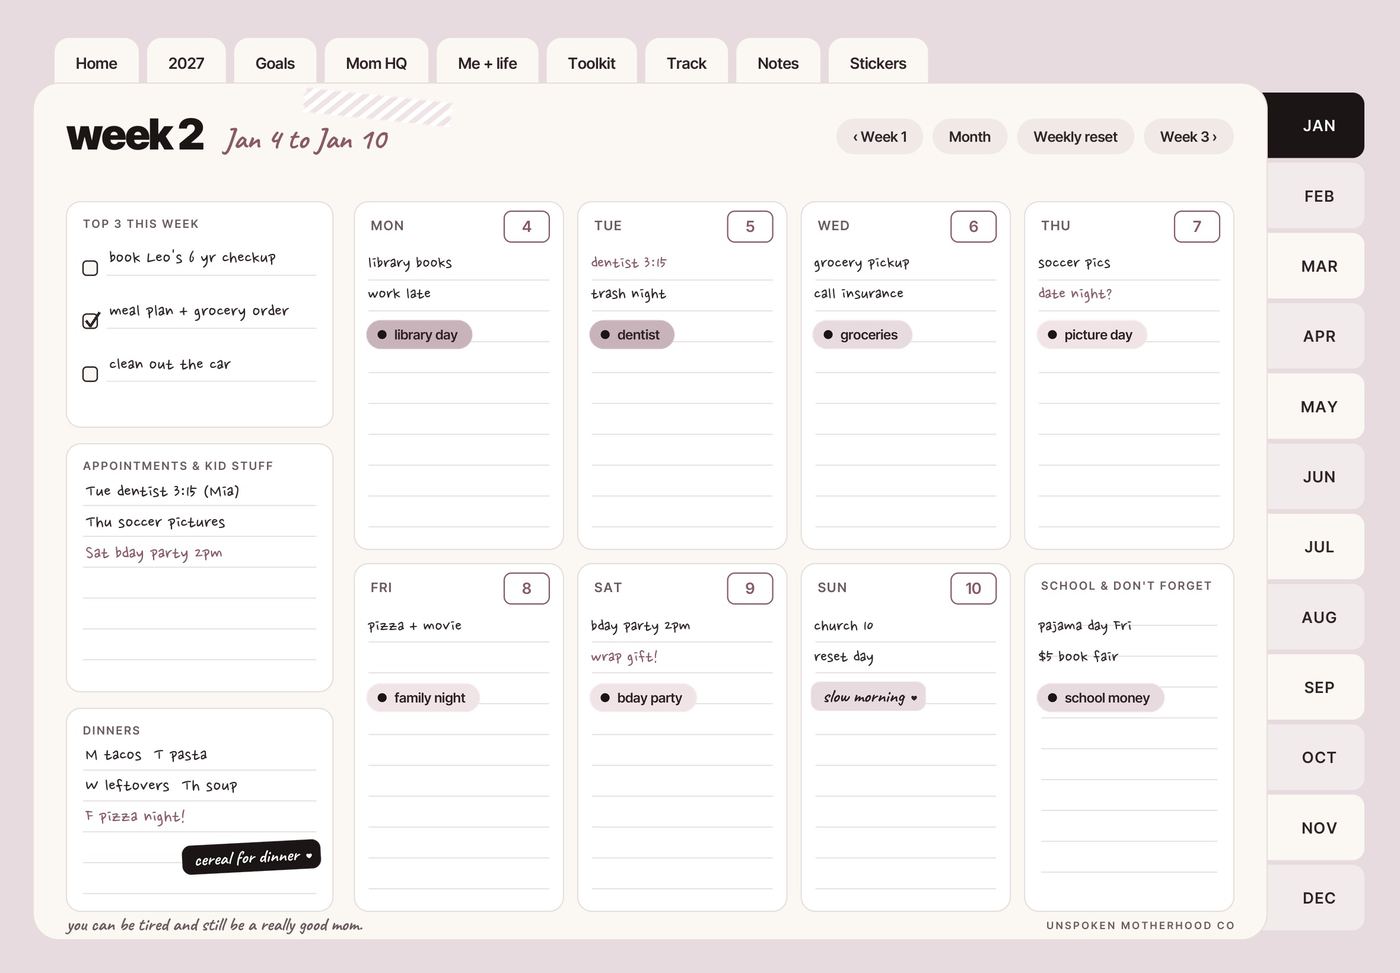 Home 2027 Goals Mom HQ Me + life Toolkit Track Notes Stickers
week 2 Jan 4 to Jan 10
‹ Week 1 Month Weekly reset Week 3 ›
TOP 3 THIS WEEK
book Leo's 6 yr checkup
meal plan + grocery order
clean out the car
APPOINTMENTS & KID STUFF
Tue dentist 3:15 (Mia)
Thu soccer pictures
Sat bday party 2pm
DINNERS
M tacos T pasta
W leftovers Th soup
F pizza night!
cereal for dinner ♥
MON 4
library books
work late
library day
TUE 5
dentist 3:15
trash night
dentist
WED 6
grocery pickup
call insurance
groceries
THU 7
soccer pics
date night?
picture day
FRI 8
pizza + movie
family night
SAT 9
bday party 2pm
wrap gift!
bday party
SUN 10
church 10
reset day
slow morning ♥
SCHOOL & DON'T FORGET
pajama day Fri
$5 book fair
school money
JAN
FEB
MAR
APR
MAY
JUN
JUL
AUG
SEP
OCT
NOV
DEC
you can be tired and still be a really good mom.
UNSPOKEN MOTHERHOOD CO